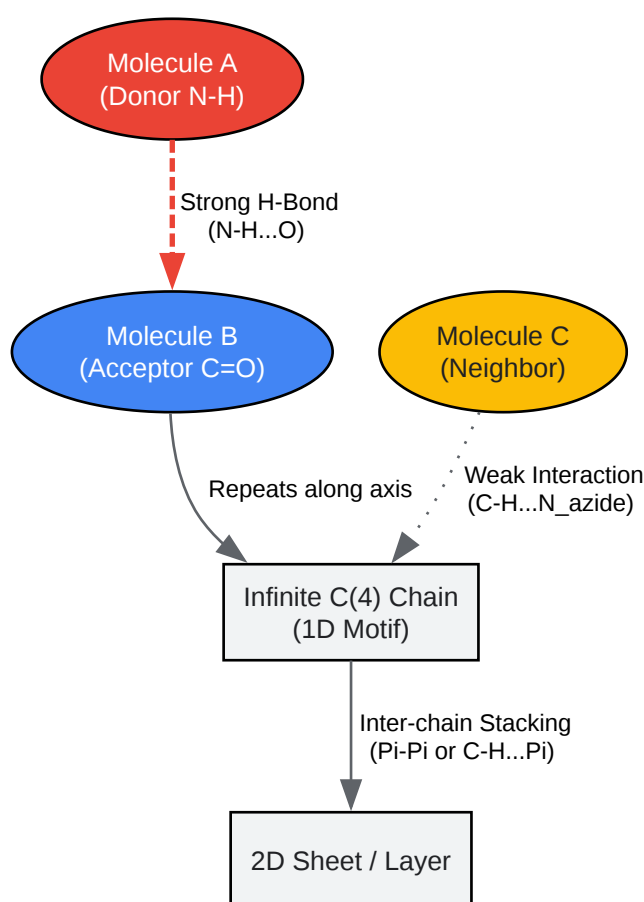 Molecule A
(Donor N-H)
Strong H-Bond
(N-H...O)
Molecule B
(Acceptor C=O)
Molecule C
(Neighbor)
Repeats along axis
Weak Interaction
(C-H...N_azide)
Infinite C(4) Chain
(1D Motif)
Inter-chain Stacking
(Pi-Pi or C-H...Pi)
2D Sheet / Layer